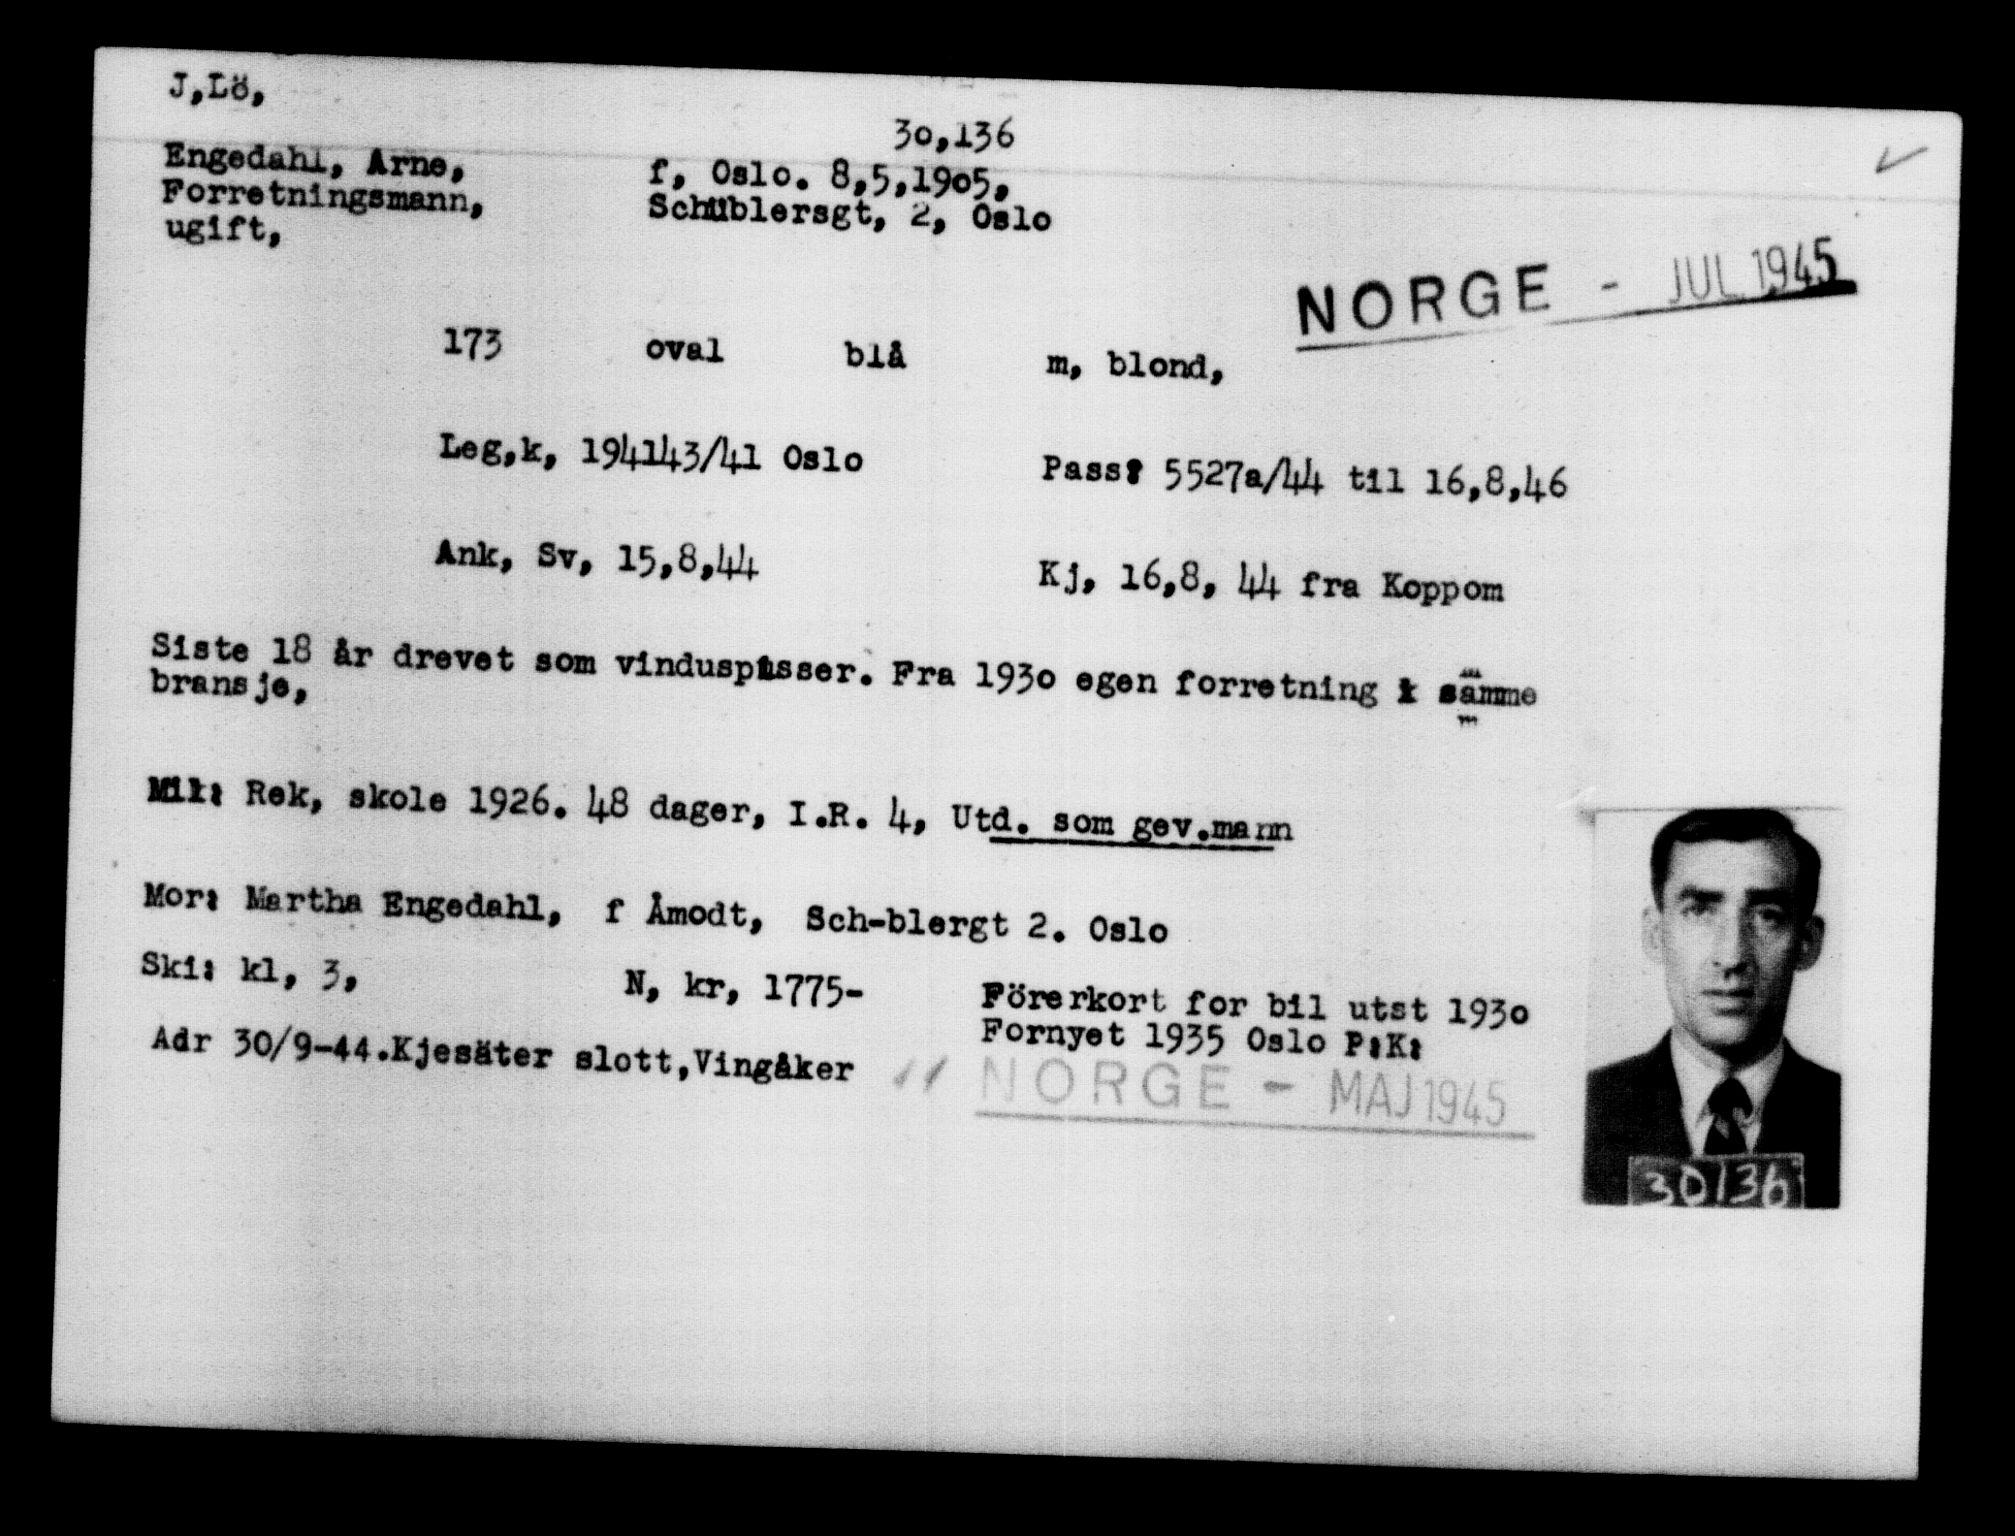 J,Lö,
30,136
Engedahl, Arne, f, Oslo. 8,5,1905,
Forretningsmann, Schüblersgt, 2, Oslo
ugift,
NORGE - JUL 1945
173 oval blå m, blond,
Leg,k, 194143/41 Oslo Pass: 5527a/44 til 16,8,46
Ank, Sv, 15,8,44 Kj, 16,8, 44 fra Koppom
Siste 18 år drevet som vinduspusser. Fra 1930 egen forretning i samme
bransje,
Mil: Rek, skole 1926. 48 dager, I.R. 4, Utd. som gev.mann
Mor: Martha Engedahl, f Åmodt, Sch-blergt 2. Oslo
Ski: kl, 3, N, kr, 1775- Förerkort for bil utst 1930
Fornyet 1935 Oslo P:K:
Adr 30/9-44.Kjesäter slott,Vingåker
NORGE - MAJ 1945
30136